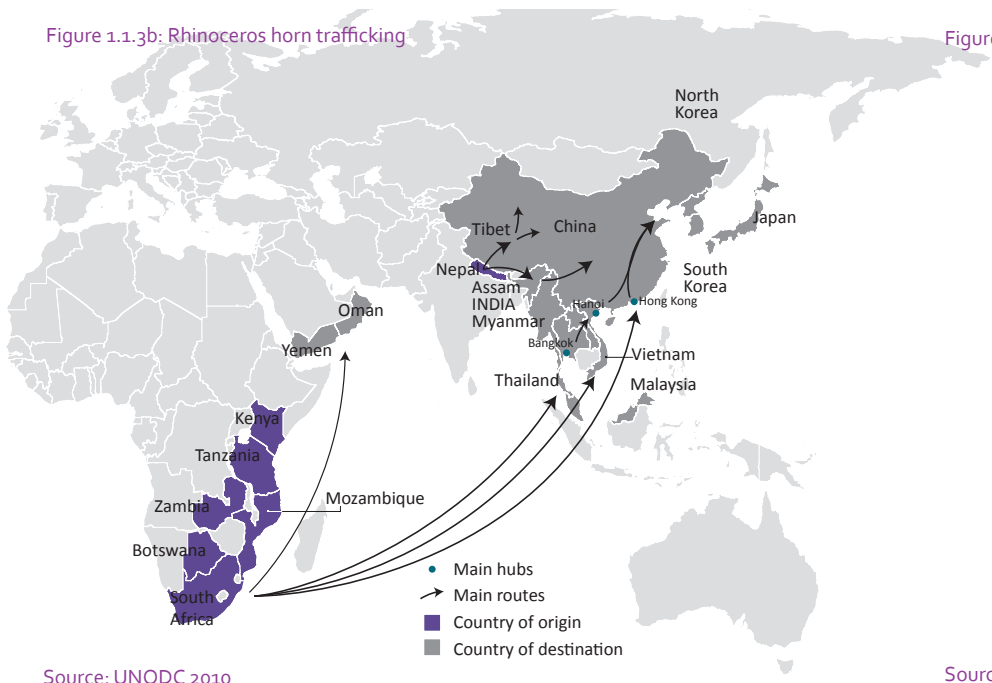 Figure 1.1.3b: Rhinoceros horn trafficking
Figure
North
Korea
Tibet
China
Japan
Nepal
Assam
INDIA
Myanmar
South
Korea
Hanoi
Hong Kong
Oman
Yemen
Bangkok
Vietnam
Thailand
Malaysia
Kenya
Tanzania
Mozambique
Zambia
Botswana
South
Africa
Main hubs
Main routes
Country of origin
Country of destination
Source: UNODC 2010
Sourc